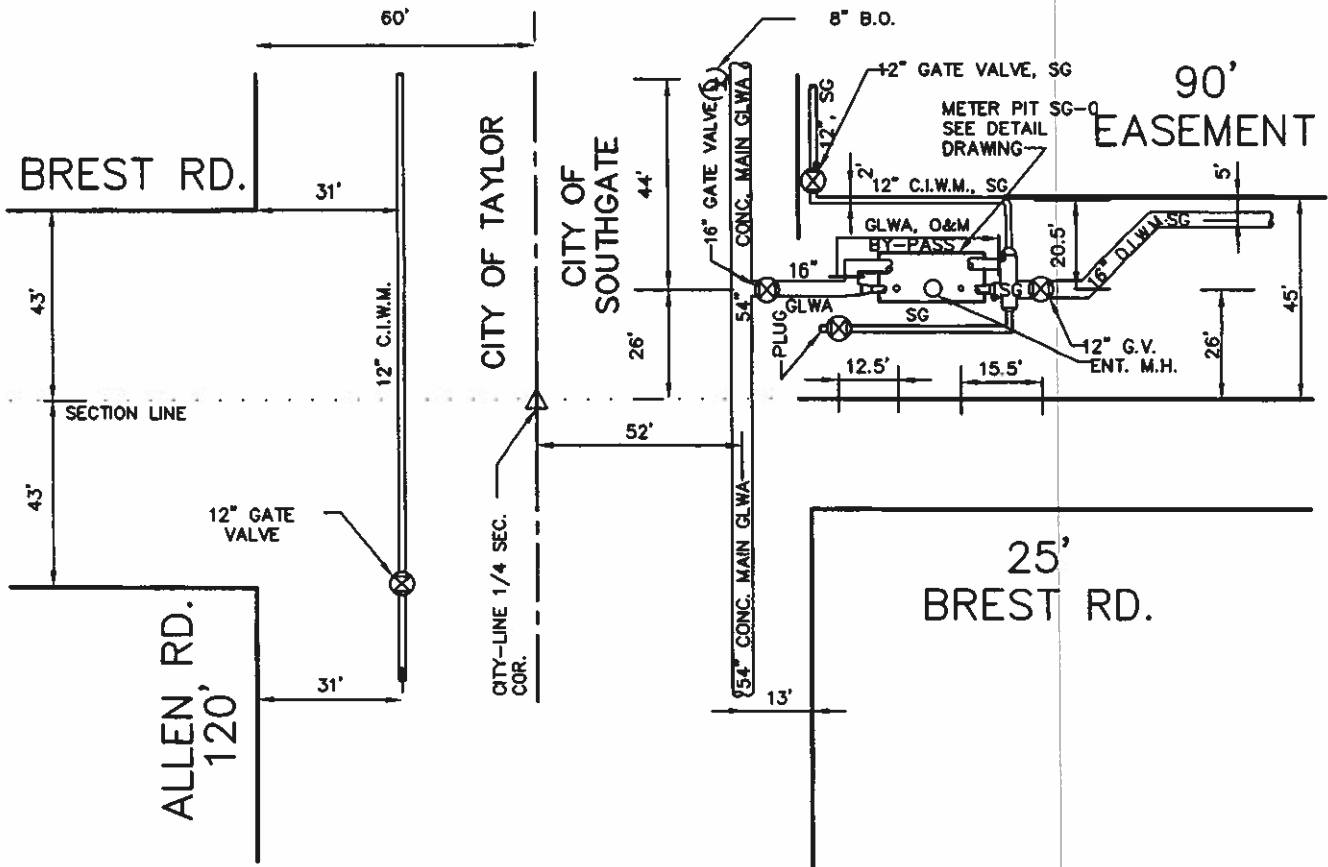 60'
8" B.O.
12" GATE VALVE, SG
90'
EASEMENT
METER PIT SG-0
SEE DETAIL
DRAWING
BREST RD.
31'
CITY OF TAYLOR
CITY OF
SOUTHGATE
44'
16" GATE VALVE
54" CONC. MAIN GLWA
12", SG
2'
12" C.I.W.M., SG
5'
GLWA, O&M
BY-PASS
20.5'
16" D.I.W.M. SG
45'
16"
GLWA
SG
SG
43'
12" C.I.W.M.
26'
PLUG
12" G.V.
ENT. M.H.
26'
12.5'
15.5'
SECTION LINE
52'
43'
12" GATE
VALVE
CITY-LINE 1/4 SEC.
COR.
54" CONC. MAIN GLWA
25'
BREST RD.
ALLEN RD.
120'
31'
13'